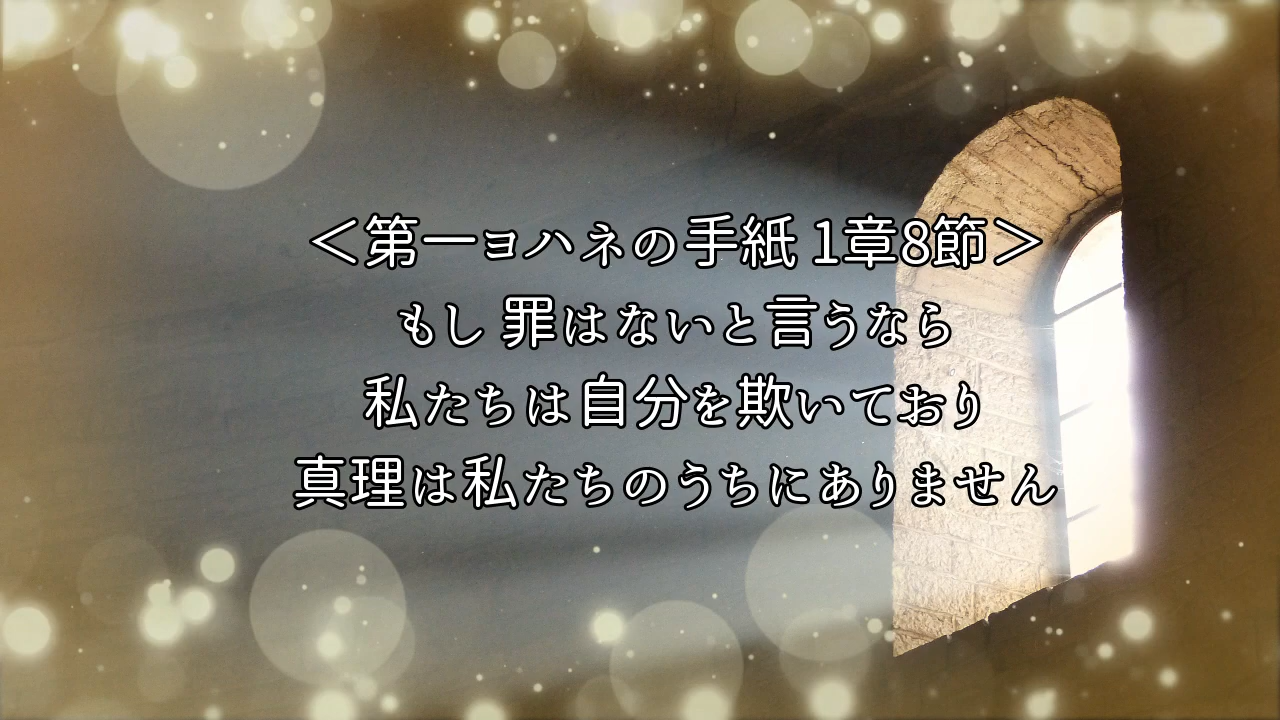 ＜第一ヨハネの手紙 1章8節＞
もし 罪はないと言うなら
私たちは自分を欺いており
真理は私たちのうちにありません